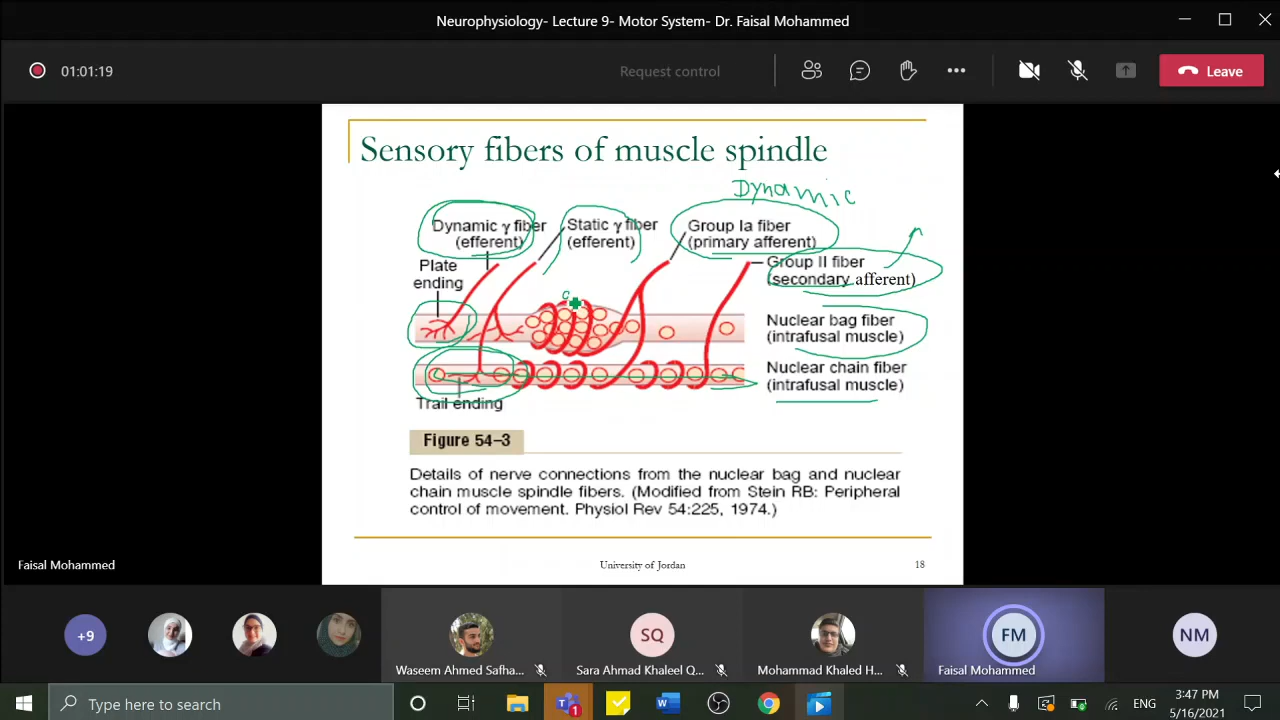 Neurophysiology- Lecture 9- Motor System- Dr. Faisal Mohammed
01:01:19
Request control
Leave
Sensory fibers of muscle spindle
Dynamic
Dynamic γ fiber
(efferent)
Static γ fiber
(efferent)
Group Ia fiber
(primary afferent)
Group II fiber
(secondary afferent)
Plate
ending
Nuclear bag fiber
(intrafusal muscle)
Nuclear chain fiber
(intrafusal muscle)
Trail ending
Figure 54–3
Details of nerve connections from the nuclear bag and nuclear
chain muscle spindle fibers. (Modified from Stein RB: Peripheral
control of movement. Physiol Rev 54:225, 1974.)
Faisal Mohammed
University of Jordan
18
+9
SQ
FM
NM
Waseem Ahmed Safha...
Sara Ahmad Khaleel Q...
Mohammad Khaled H...
Faisal Mohammed
Type here to search
1
ENG
3:47 PM
5/16/2021